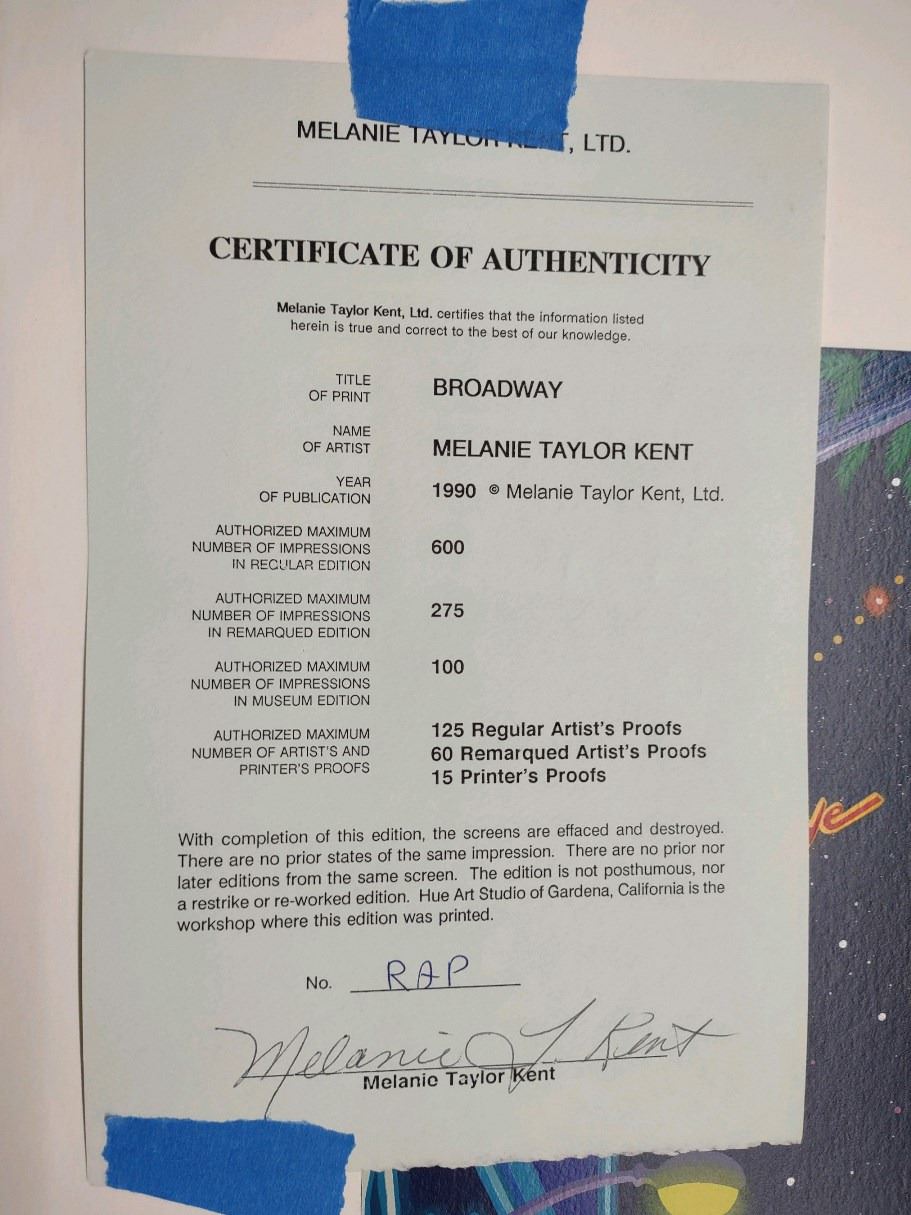 MELANIE TAYLOR KENT, LTD.
CERTIFICATE OF AUTHENTICITY
Melanie Taylor Kent, Ltd. certifies that the information listed
herein is true and correct to the best of our knowledge.
TITLE
OF PRINT
BROADWAY
NAME
OF ARTIST
MELANIE TAYLOR KENT
YEAR
OF PUBLICATION
1990 © Melanie Taylor Kent, Ltd.
AUTHORIZED MAXIMUM
NUMBER OF IMPRESSIONS
IN REGULAR EDITION
600
AUTHORIZED MAXIMUM
NUMBER OF IMPRESSIONS
IN REMARQUED EDITION
275
AUTHORIZED MAXIMUM
NUMBER OF IMPRESSIONS
IN MUSEUM EDITION
100
AUTHORIZED MAXIMUM
NUMBER OF ARTIST'S AND
PRINTER'S PROOFS
125 Regular Artist's Proofs
60 Remarqued Artist's Proofs
15 Printer's Proofs
With completion of this edition, the screens are effaced and destroyed.
There are no prior states of the same impression. There are no prior nor
later editions from the same screen. The edition is not posthumous, nor
a restrike or re-worked edition. Hue Art Studio of Gardena, California is the
workshop where this edition was printed.
No. RAP
Melanie T. Kent
Melanie Taylor Kent